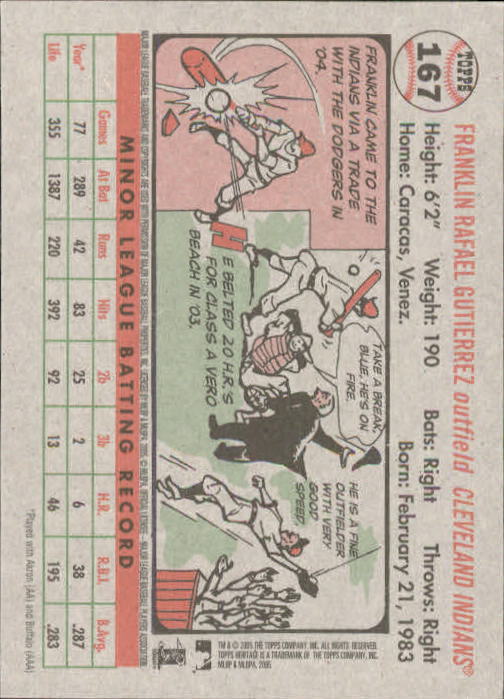 TOPPS
167
FRANKLIN RAFAEL GUTIERREZ outfield CLEVELAND INDIANS®
Height: 6'2" Weight: 190 Bats: Right Throws: Right
Home: Caracas, Venez. Born: February 21, 1983
FRANKLIN CAME TO THE
INDIANS VIA A TRADE
WITH THE DODGERS IN
'04.
HE BELTED 20 H.R.'S
FOR CLASS A VERO
BEACH IN '03.
TAKE A BREAK,
BLUE, HE'S ON
FIRE.
HE IS A FINE
OUTFIELDER
WITH VERY
GOOD
SPEED.
TM & © 2005 THE TOPPS COMPANY, INC. ALL RIGHTS RESERVED.
TOPPS HERITAGE IS A TRADEMARK OF THE TOPPS COMPANY, INC.
MLBP & MLBPA, 2005
MINOR LEAGUE BATTING RECORD
Games At Bat Runs Hits 2b 3b H.R. R.B.I. B.Avg.
Year* 77 289 42 83 25 2 6 38 .287
Life 355 1387 220 392 92 13 46 195 .283
*Played with Akron (AA) and Buffalo (AAA)